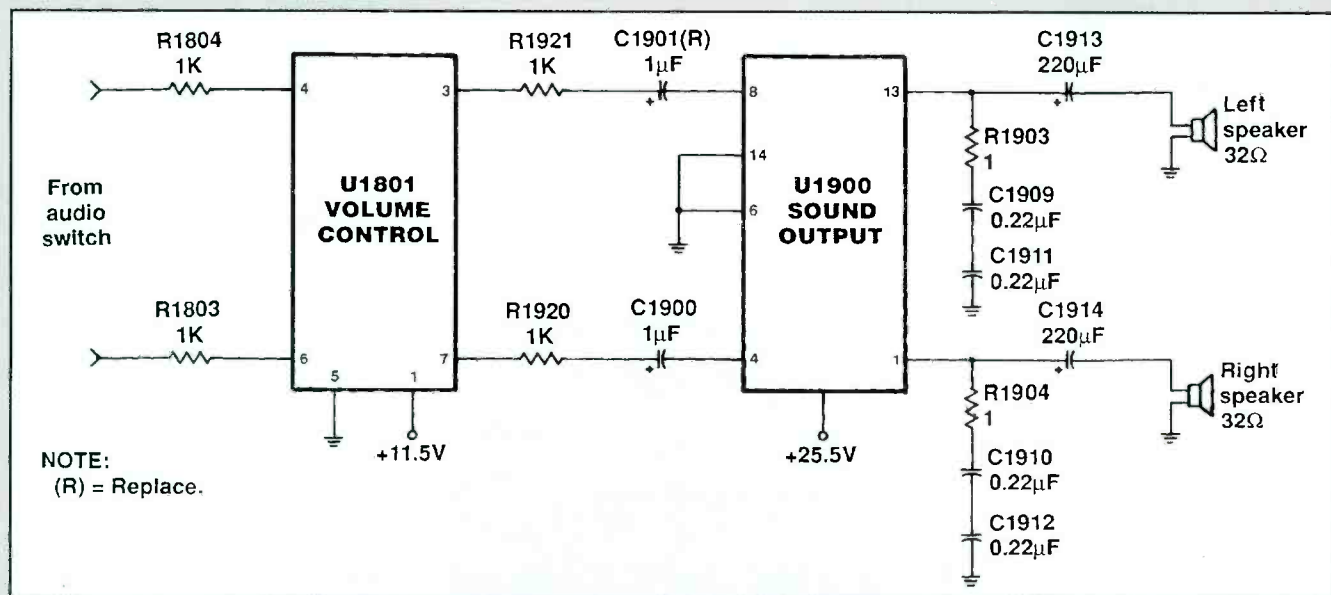 R1804
1K
R1921
1K
C1901(R)
1µF
C1913
220µF
4
3
+
8
13
+
Left
speaker
32Ω
R1903
1
14
From
audio
switch
U1801
VOLUME
CONTROL
U1900
SOUND
OUTPUT
C1909
0.22µF
6
C1911
0.22µF
R1803
1K
R1920
1K
C1900
1µF
C1914
220µF
6
7
+
4
1
+
5
1
Right
speaker
32Ω
R1904
1
+11.5V
+25.5V
NOTE:
(R) = Replace.
C1910
0.22µF
C1912
0.22µF